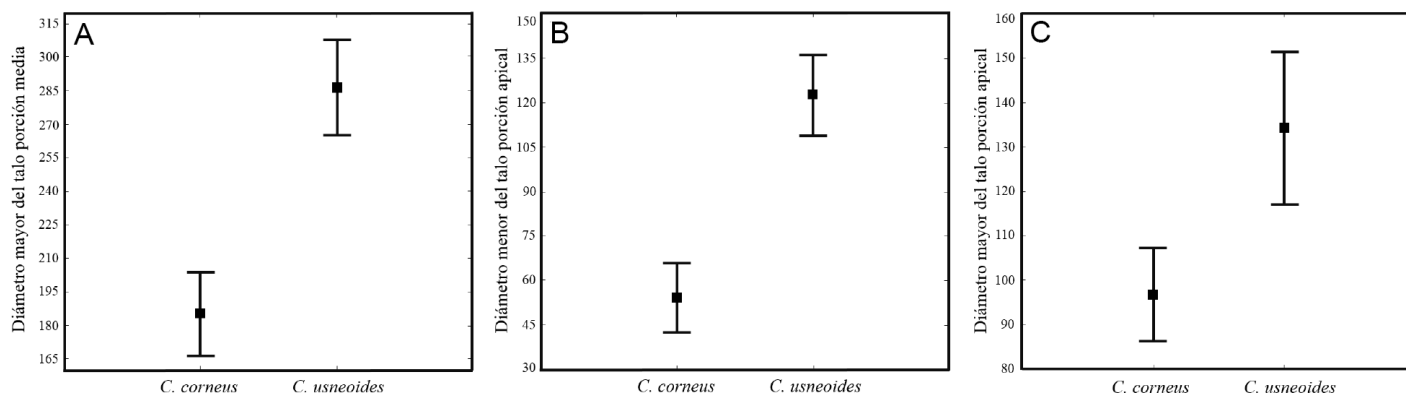 A
Diámetro mayor del talo porción media
315
300
285
270
255
240
225
210
195
180
165
C. corneus
C. usneoides
B
Diámetro menor del talo porción apical
150
135
120
105
90
75
60
45
30
C. corneus
C. usneoides
C
Diámetro mayor del talo porción apical
160
150
140
130
120
110
100
90
80
C. corneus
C. usneoides